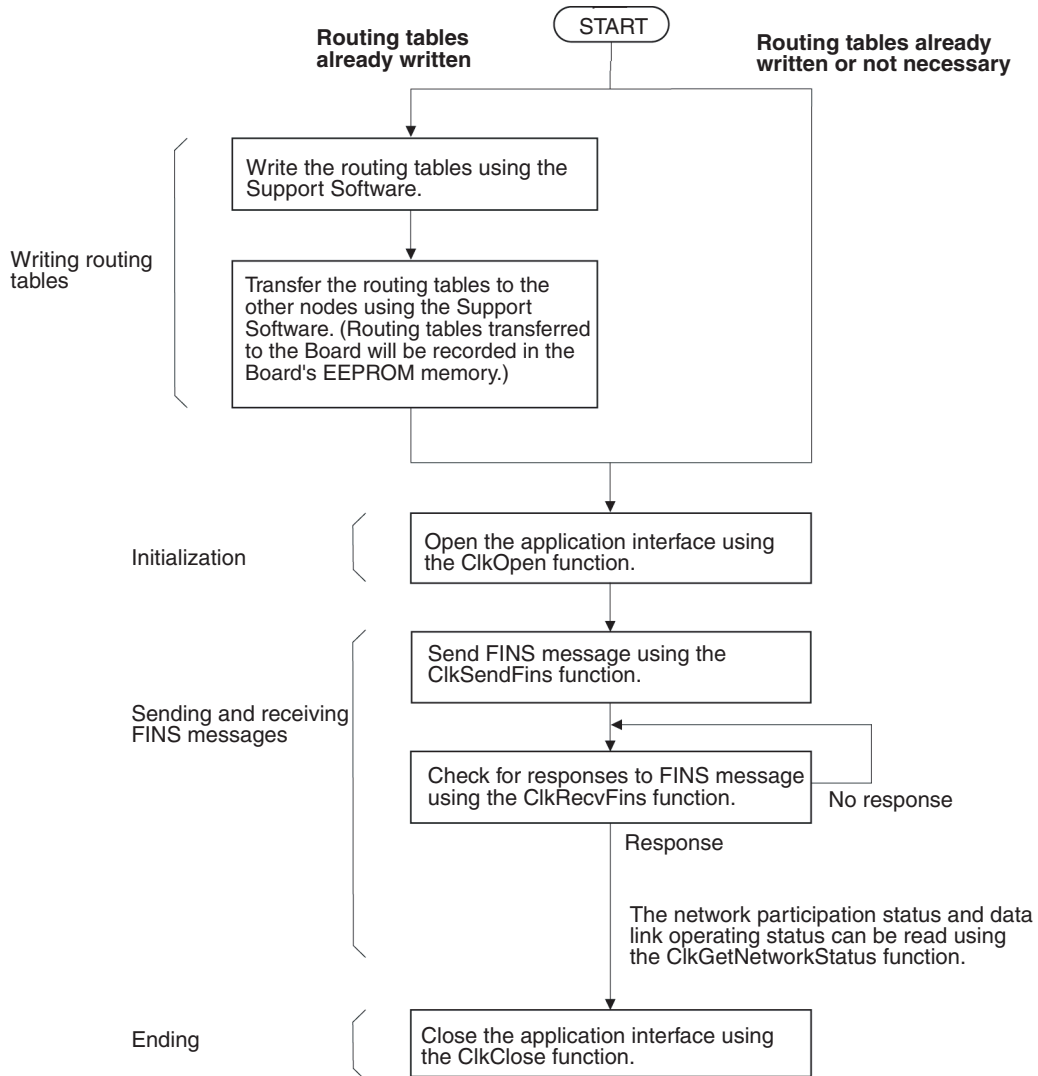 START
Routing tables
already written
Routing tables already
written or not necessary
Write the routing tables using the
Support Software.
Writing routing
tables
Transfer the routing tables to the
other nodes using the Support
Software. (Routing tables transferred
to the Board will be recorded in the
Board's EEPROM memory.)
Initialization
Open the application interface using
the ClkOpen function.
Send FINS message using the
ClkSendFins function.
Sending and receiving
FINS messages
Check for responses to FINS message
using the ClkRecvFins function.
No response
Response
The network participation status and data
link operating status can be read using
the ClkGetNetworkStatus function.
Ending
Close the application interface using
the ClkClose function.